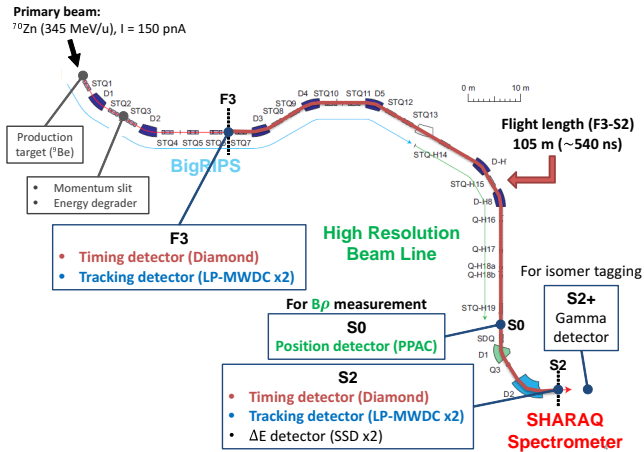 Primary beam:
⁷⁰Zn (345 MeV/u), I = 150 pnA
STQ1
D1
STQ2
STQ3
D2
STQ4
STQ5
STQ7
F3
D3
STQ8
STQ9
D4
STQ10
STQ11
D5
STQ12
STQ13
STQ-H14
0 m
10 m
Flight length (F3-S2)
105 m (~540 ns)
D-H
STQ-H15
D-H8
Q-H16
Q-H17
Q-H18a
Q-H18b
STQ-H19
Production
target (⁹Be)
• Momentum slit
• Energy degrader
BigRIPS
F3
• Timing detector (Diamond)
• Tracking detector (LP-MWDC x2)
High Resolution
Beam Line
For Bρ measurement
S0
Position detector (PPAC)
S0
SDQ
D1
Q3
D2
S2
For isomer tagging
S2+
Gamma
detector
S2
• Timing detector (Diamond)
• Tracking detector (LP-MWDC x2)
• ΔE detector (SSD x2)
SHARAQ
Spectrometer